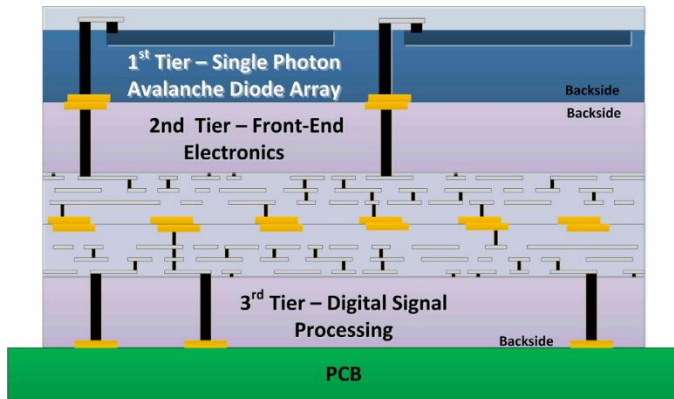 1st Tier – Single Photon
Avalanche Diode Array
Backside
Backside
2nd Tier – Front-End
Electronics
3rd Tier – Digital Signal
Processing
Backside
PCB